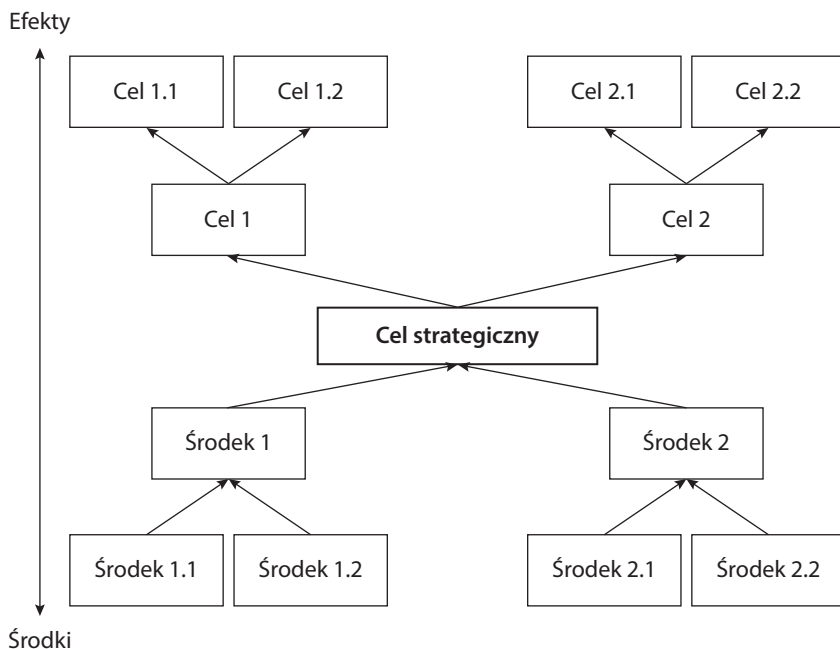 Efekty
Cel 1.1
Cel 1.2
Cel 2.1
Cel 2.2
Cel 1
Cel 2
Cel strategiczny
Środek 1
Środek 2
Środek 1.1
Środek 1.2
Środek 2.1
Środek 2.2
Środki